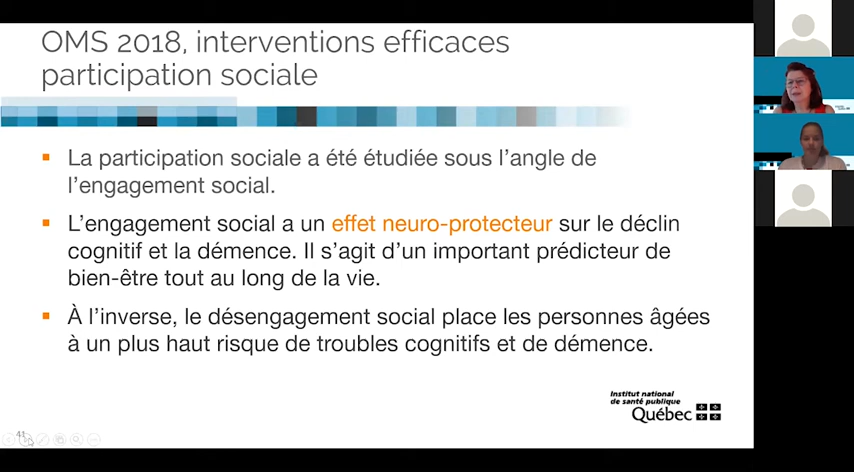 OMS 2018, interventions efficaces
participation sociale
La participation sociale a été étudiée sous l'angle de
l'engagement social.
L'engagement social a un effet neuro-protecteur sur le déclin
cognitif et la démence. Il s'agit d'un important prédicteur de
bien-être tout au long de la vie.
À l'inverse, le désengagement social place les personnes âgées
à un plus haut risque de troubles cognitifs et de démence.
Institut national
de santé publique
Québec
41